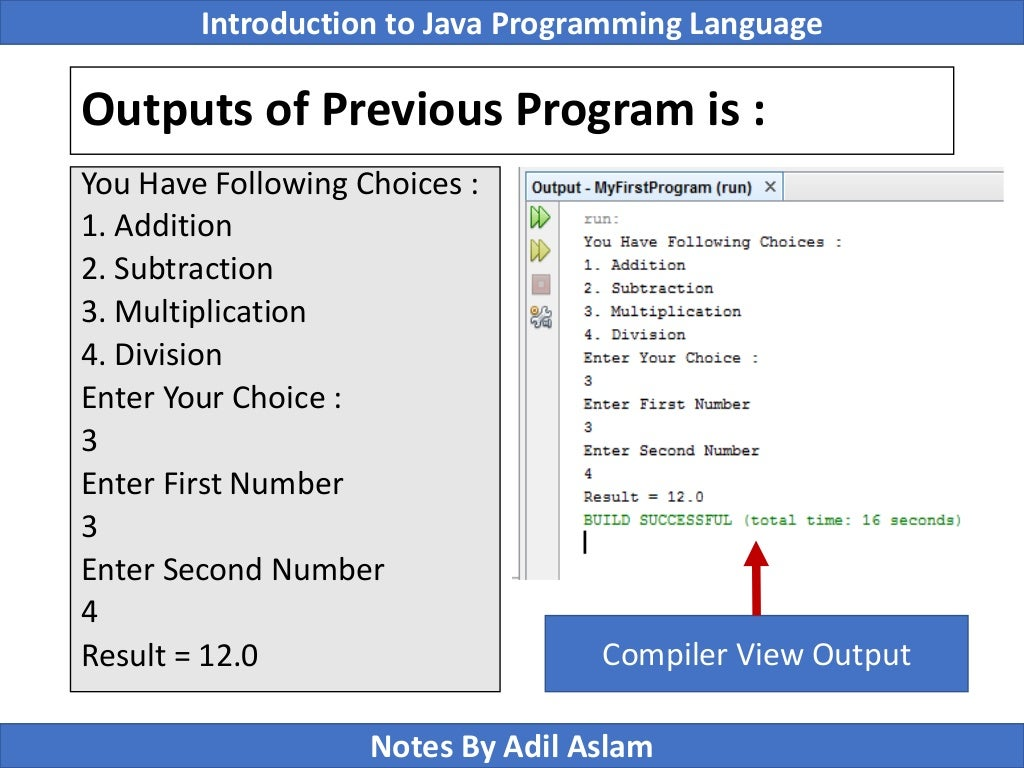 Introduction to Java Programming Language
Outputs of Previous Program is :
You Have Following Choices :
1. Addition
2. Subtraction
3. Multiplication
4. Division
Enter Your Choice :
3
Enter First Number
3
Enter Second Number
4
Result = 12.0
Output - MyFirstProgram (run)
run:
You Have Following Choices :
1. Addition
2. Subtraction
3. Multiplication
4. Division
Enter Your Choice :
3
Enter First Number
3
Enter Second Number
4
Result = 12.0
BUILD SUCCESSFUL (total time: 16 seconds)
Compiler View Output
Notes By Adil Aslam